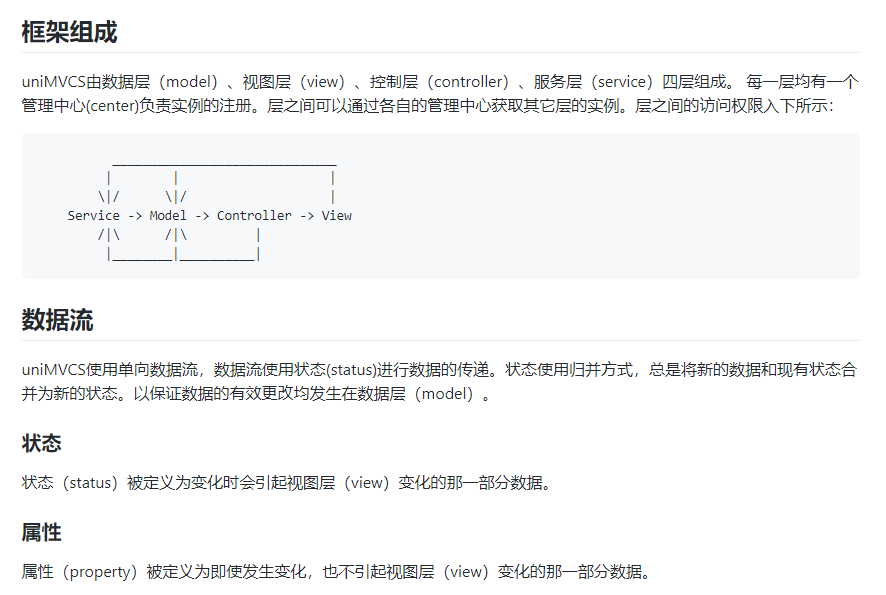 框架组成
uniMVCS由数据层（model）、视图层（view）、控制层（controller）、服务层（service）四层组成。 每一层均有一个
管理中心(center)负责实例的注册。层之间可以通过各自的管理中心获取其它层的实例。层之间的访问权限入下所示：
Service -> Model -> Controller -> View
数据流
uniMVCS使用单向数据流，数据流使用状态(status)进行数据的传递。状态使用归并方式，总是将新的数据和现有状态合
并为新的状态。以保证数据的有效更改均发生在数据层（model）。
状态
状态（status）被定义为变化时会引起视图层（view）变化的那一部分数据。
属性
属性（property）被定义为即使发生变化，也不引起视图层（view）变化的那一部分数据。